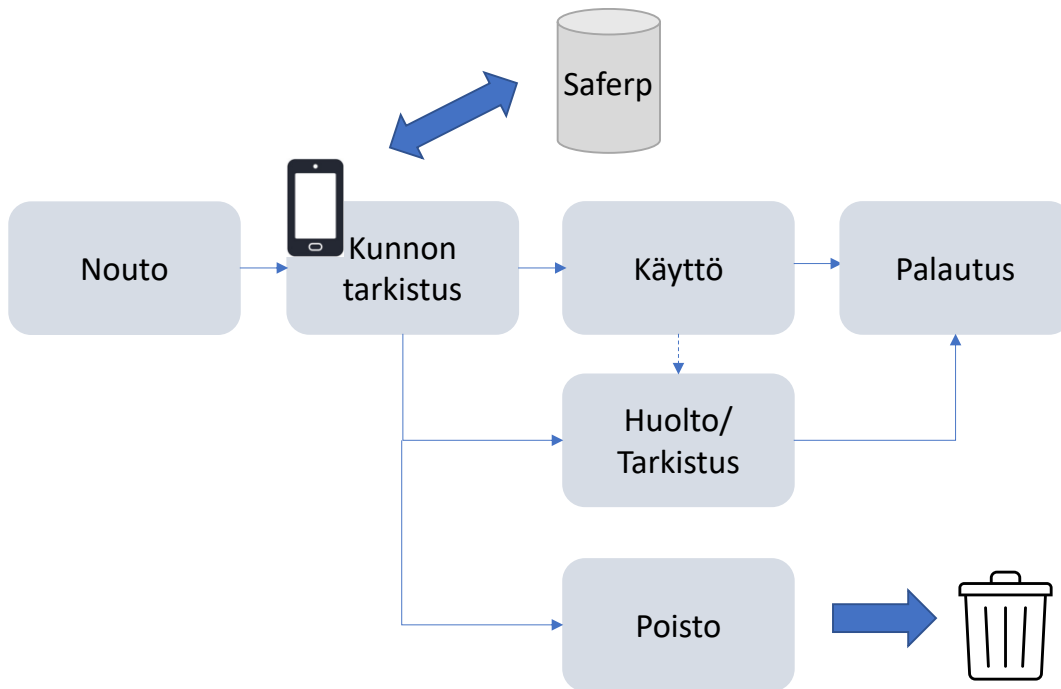 Saferp
Nouto
Kunnon
tarkistus
Käyttö
Palautus
Huolto/
Tarkistus
Poisto